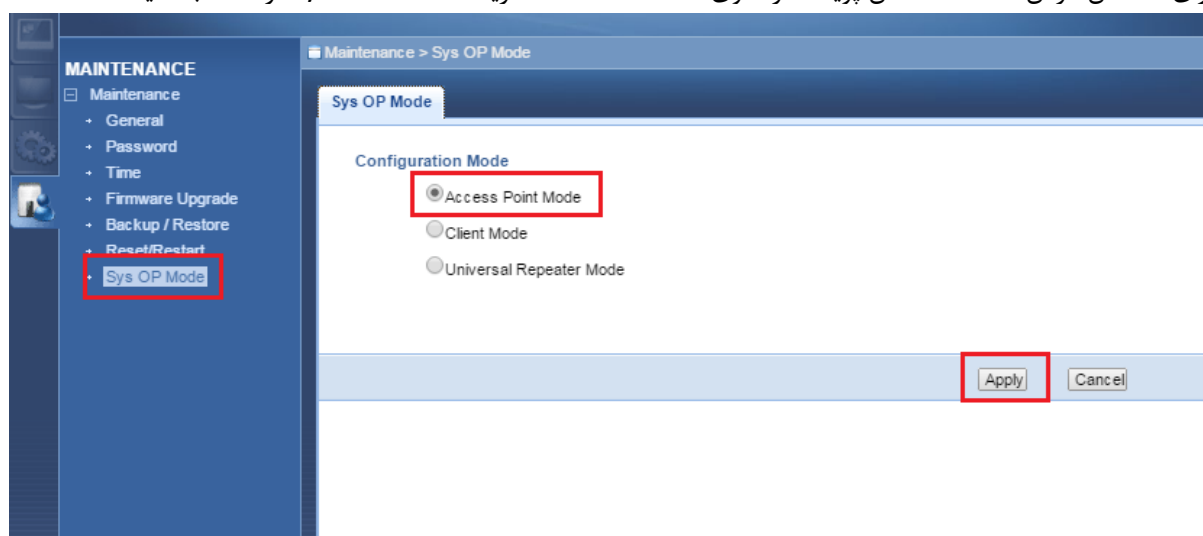 Maintenance > Sys OP Mode
MAINTENANCE
Maintenance
General
Password
Time
Firmware Upgrade
Backup / Restore
Reset/Restart
Sys OP Mode
Sys OP Mode
Configuration Mode
Access Point Mode
Client Mode
Universal Repeater Mode
Apply
Cancel